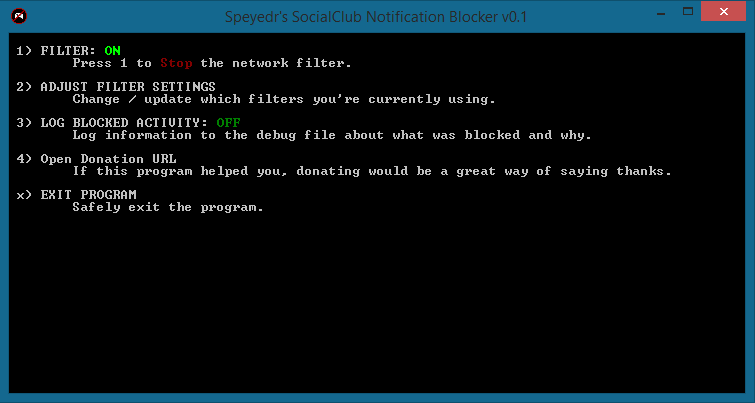 Speyedr's SocialClub Notification Blocker v0.1
1) FILTER: ON
Press 1 to Stop the network filter.
2) ADJUST FILTER SETTINGS
Change / update which filters you're currently using.
3) LOG BLOCKED ACTIVITY: OFF
Log information to the debug file about what was blocked and why.
4) Open Donation URL
If this program helped you, donating would be a great way of saying thanks.
x) EXIT PROGRAM
Safely exit the program.